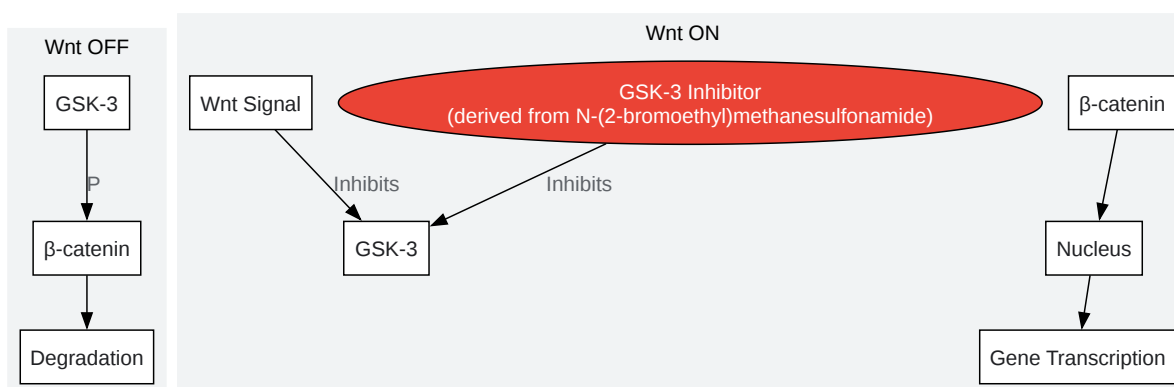 Wnt OFF
GSK-3
P
β-catenin
Degradation
Wnt ON
Wnt Signal
GSK-3 Inhibitor
(derived from N-(2-bromoethyl)methanesulfonamide)
β-catenin
Inhibits
Inhibits
GSK-3
Nucleus
Gene Transcription